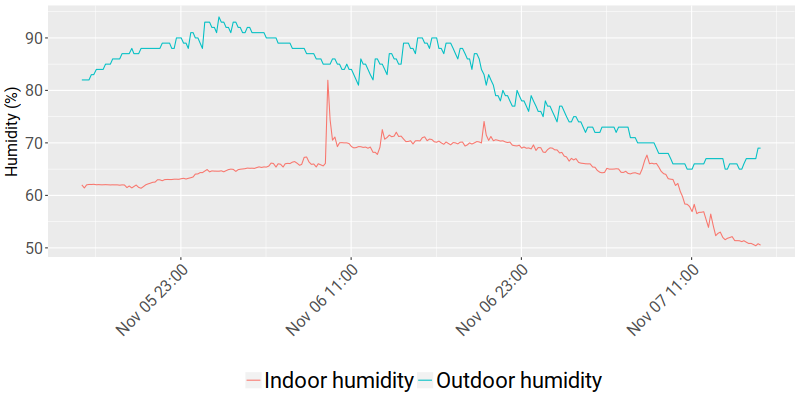 Humidity (%)
90
80
70
60
50
Nov 05 23:00
Nov 06 11:00
Nov 06 23:00
Nov 07 11:00
Indoor humidity
Outdoor humidity